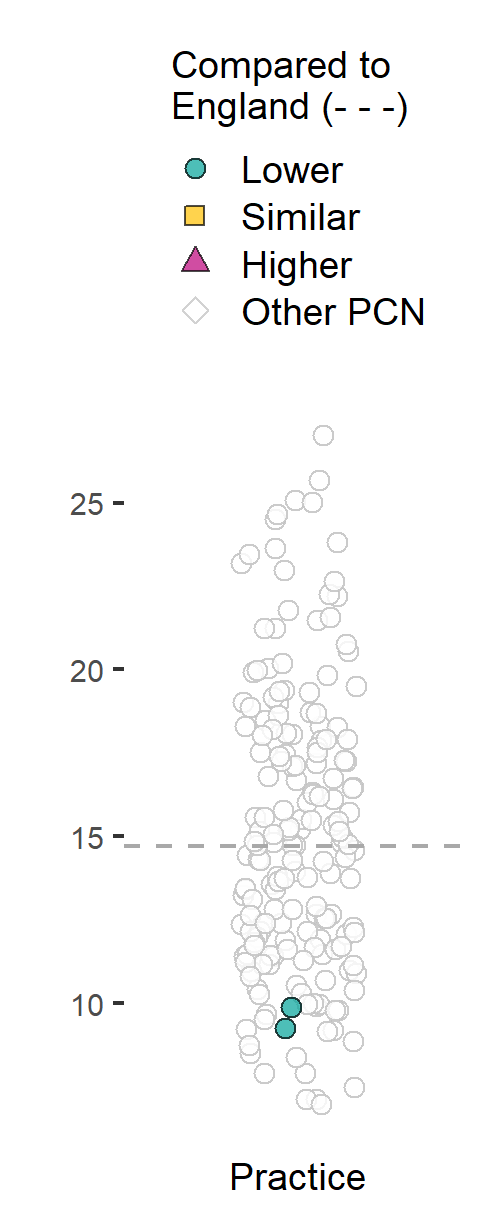 Compared to
England (- - -)
Lower
Similar
Higher
Other PCN
25
20
15
10
Practice